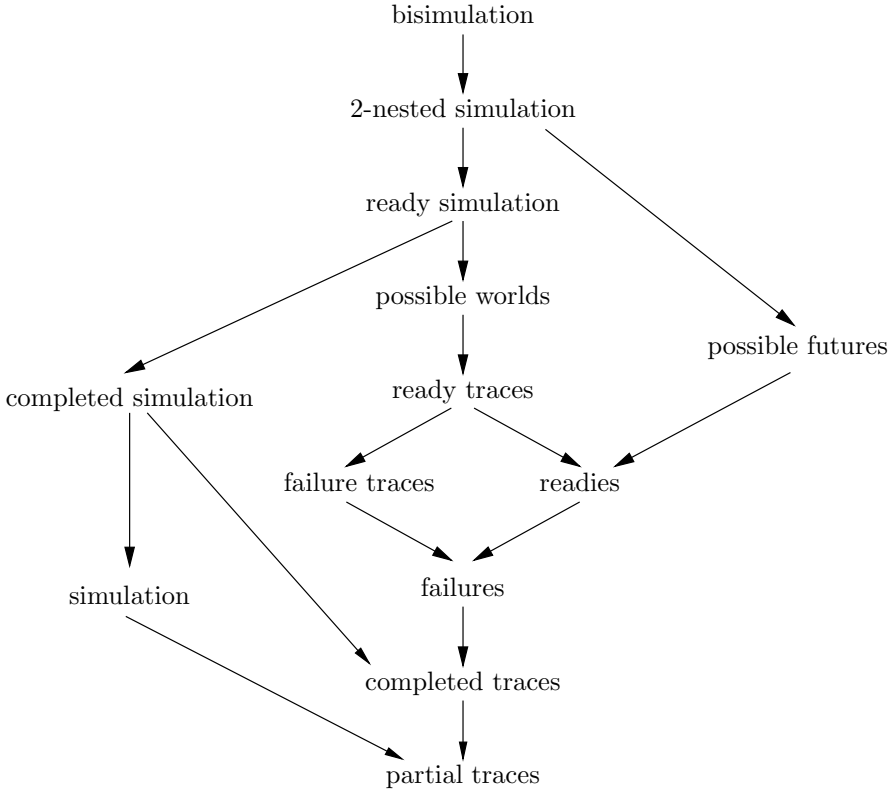 bisimulation
2-nested simulation
ready simulation
possible worlds
possible futures
ready traces
completed simulation
failure traces
readies
failures
simulation
completed traces
partial traces